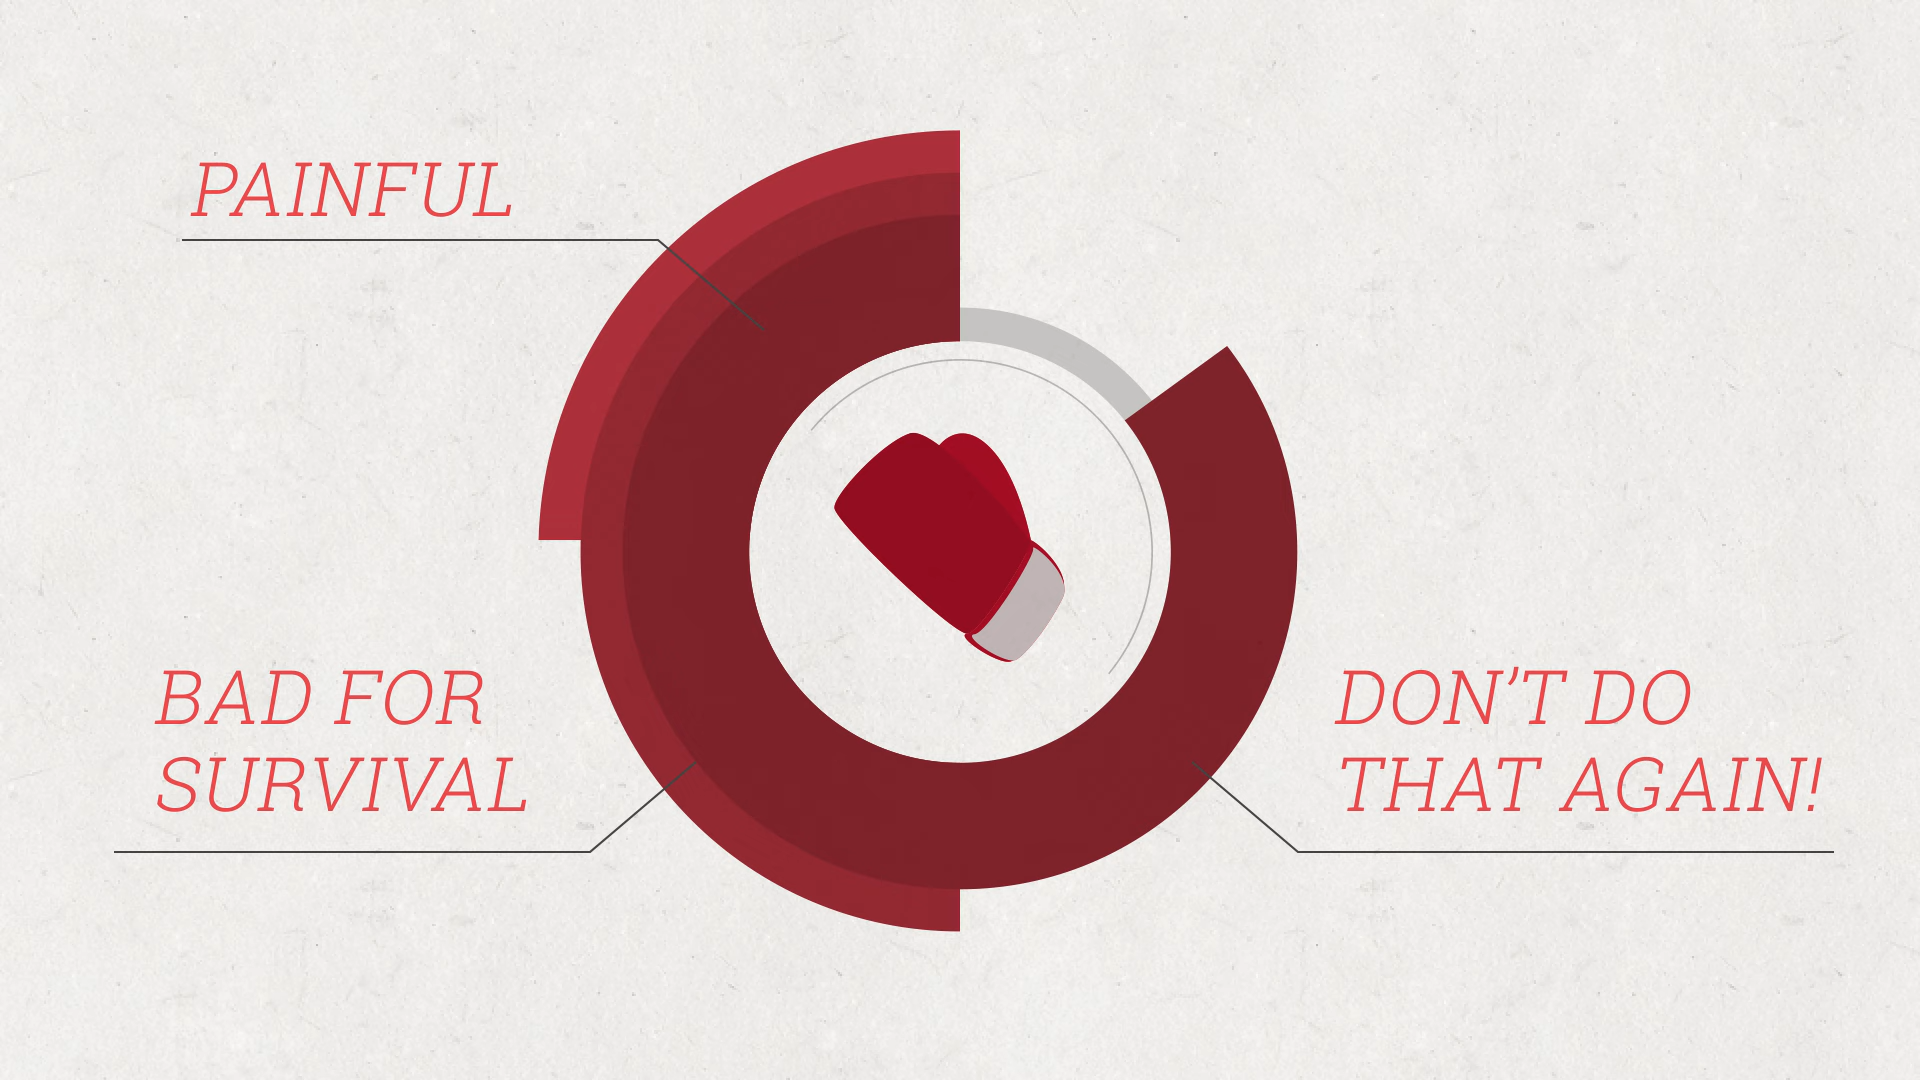 PAINFUL
BAD FOR
SURVIVAL
DON’T DO
THAT AGAIN!